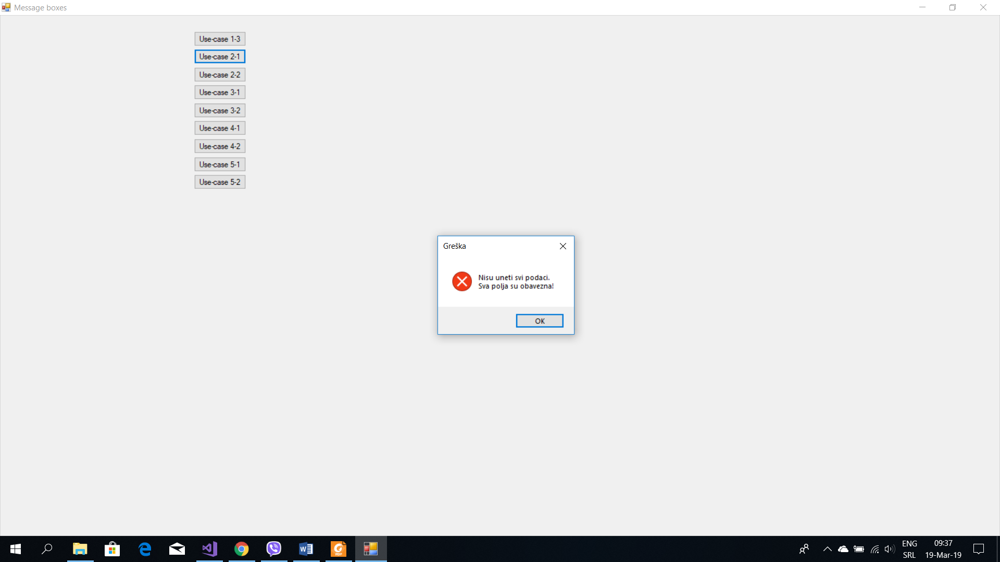 Message boxes
Use-case 1-3
Use-case 2-1
Use-case 2-2
Use-case 3-1
Use-case 3-2
Use-case 4-1
Use-case 4-2
Use-case 5-1
Use-case 5-2
Greška
Nisu uneti svi podaci.
Sva polja su obavezna!
OK
PDF
ENG
SRL
09:37
19-Mar-19